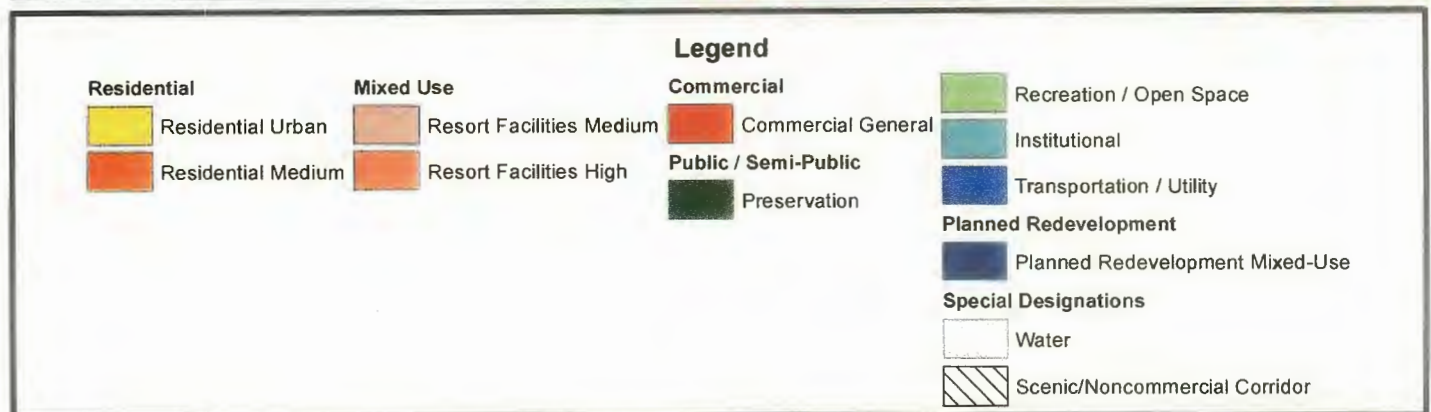 Legend
Residential
Residential Urban
Residential Medium
Mixed Use
Resort Facilities Medium
Resort Facilities High
Commercial
Commercial General
Public / Semi-Public
Preservation
Recreation / Open Space
Institutional
Transportation / Utility
Planned Redevelopment
Planned Redevelopment Mixed-Use
Special Designations
Water
Scenic/Noncommercial Corridor